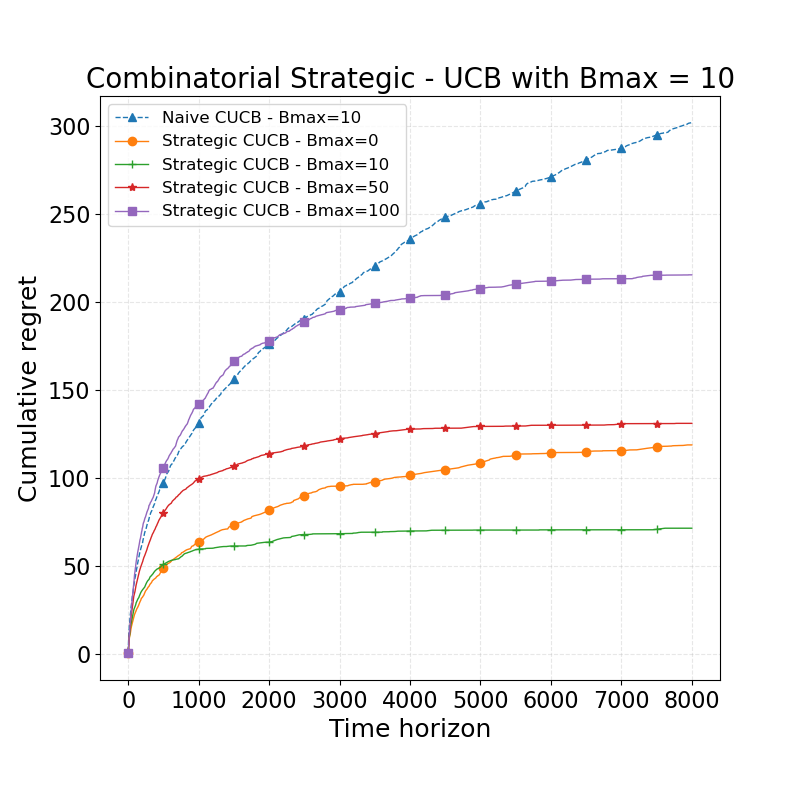 Combinatorial Strategic - UCB with Bmax = 10
Naive CUCB - Bmax=10
Strategic CUCB - Bmax=0
Strategic CUCB - Bmax=10
Strategic CUCB - Bmax=50
Strategic CUCB - Bmax=100
300
250
200
150
100
50
0
Cumulative regret
0 1000 2000 3000 4000 5000 6000 7000 8000
Time horizon